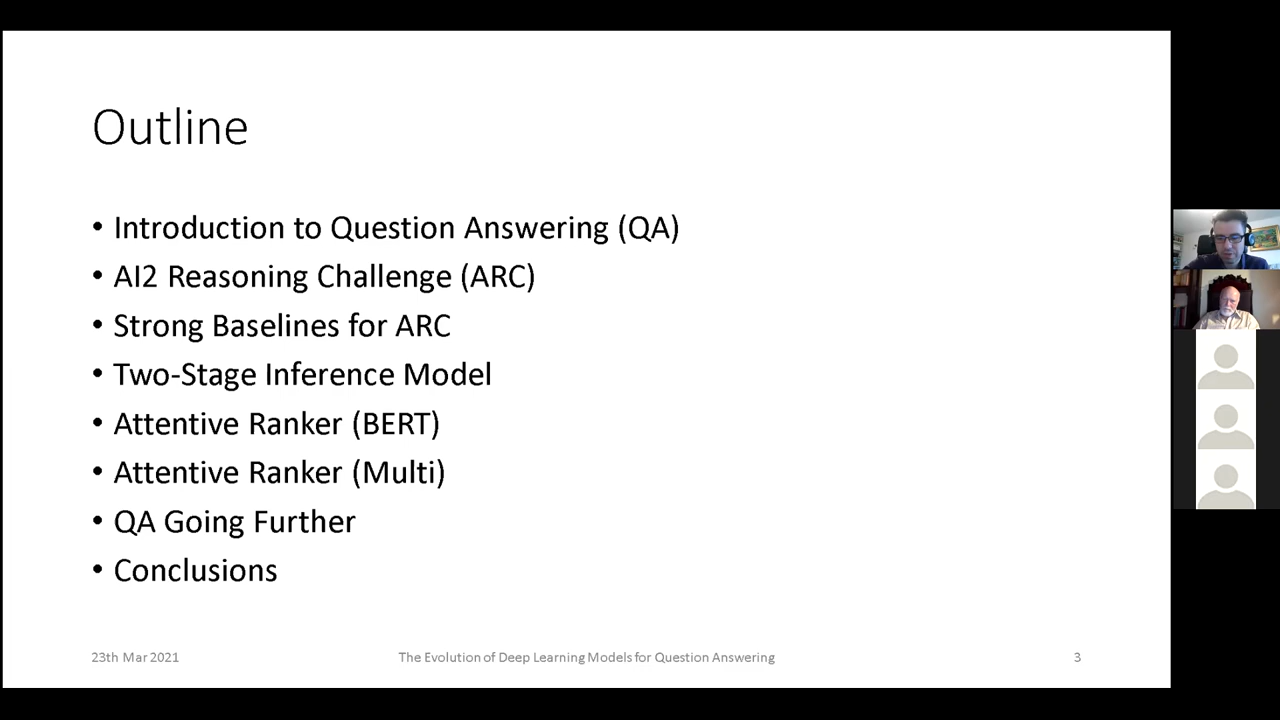 Outline
• Introduction to Question Answering (QA)
• AI2 Reasoning Challenge (ARC)
• Strong Baselines for ARC
• Two-Stage Inference Model
• Attentive Ranker (BERT)
• Attentive Ranker (Multi)
• QA Going Further
• Conclusions
23th Mar 2021
The Evolution of Deep Learning Models for Question Answering
3